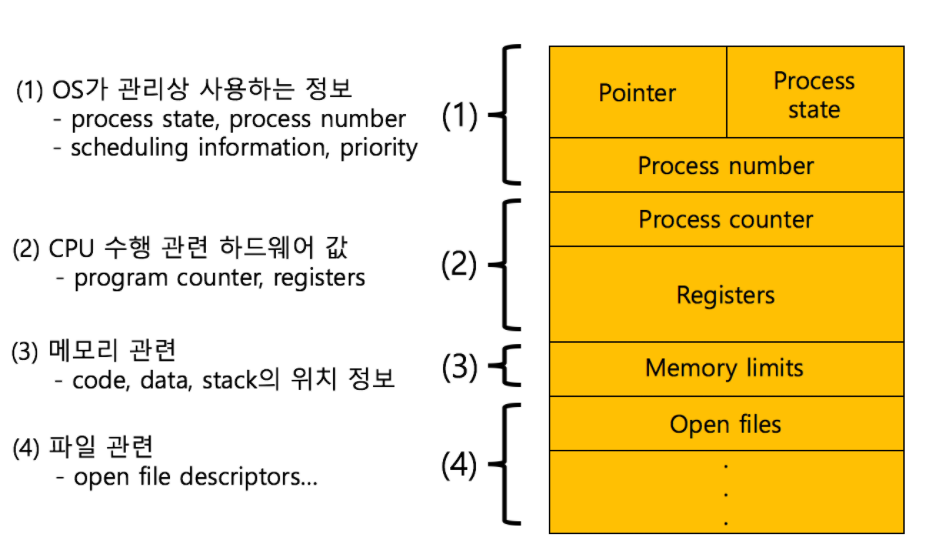 (1) OS가 관리상 사용하는 정보
- process state, process number
- scheduling information, priority
(2) CPU 수행 관련 하드웨어 값
- program counter, registers
(3) 메모리 관련
- code, data, stack의 위치 정보
(4) 파일 관련
- open file descriptors...
(1)
(2)
(3)
(4)
Pointer
Process
state
Process number
Process counter
Registers
Memory limits
Open files
.
.
.